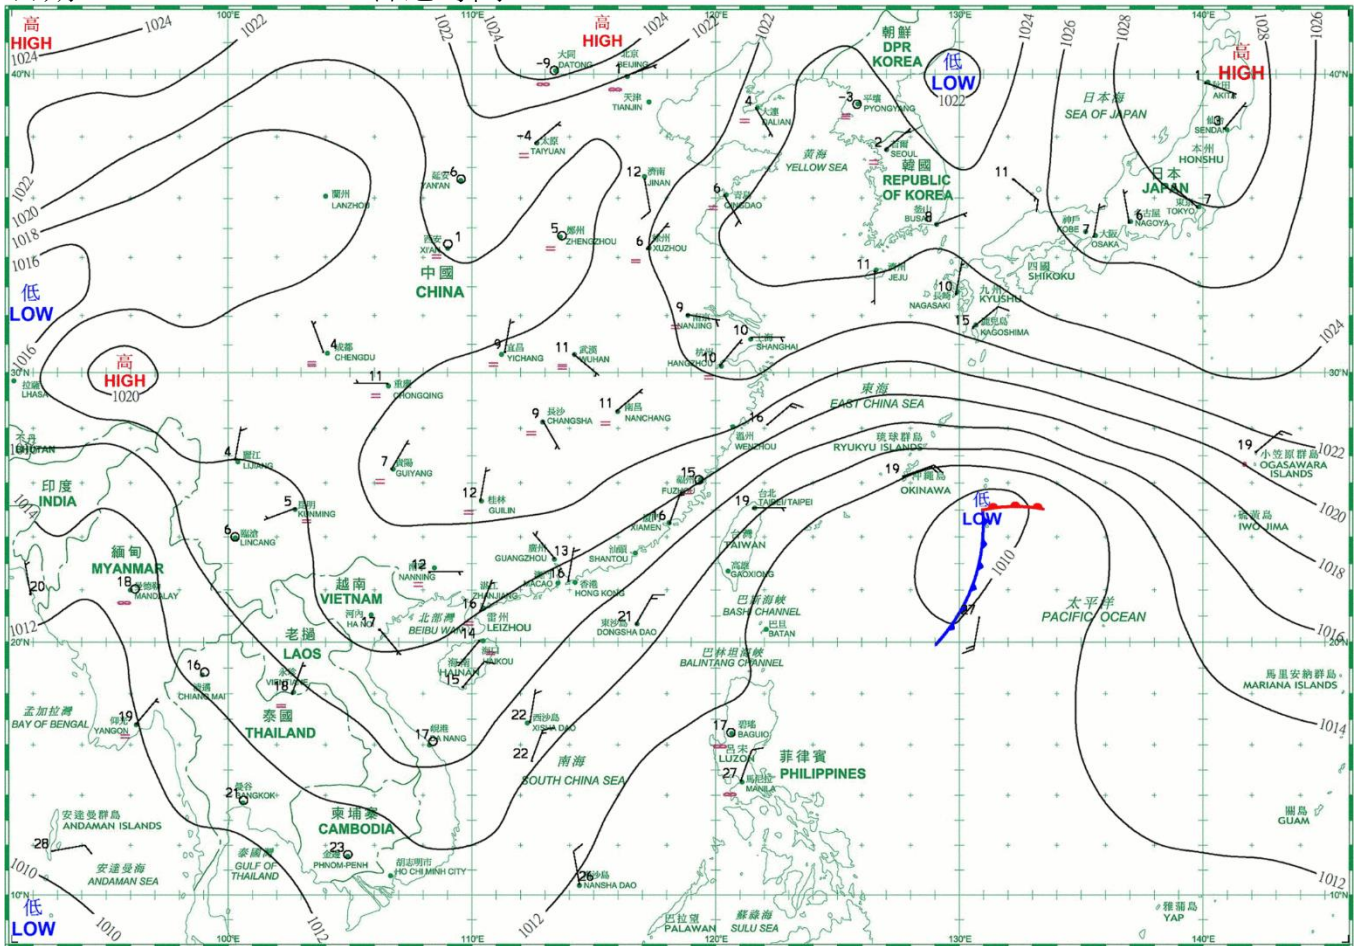 1024
1022
高
HIGH
100°E
1022
110°E
高
HIGH
1024
1022
120°E
1022
朝鮮
DPR
KOREA
130°E
1024
1026
1028
140°E
1028
1026
高
HIGH
1024
-9
大同
DATONG
北京
BEIJING
1
天津
TIANJIN
低
LOW
1022
40°N
40°N
4
大連
DALIAN
-3
平壤
PYONGYANG
日本海
SEA OF JAPAN
1
秋田
AKITA
3
仙台
SENDAI
-4
太原
TAIYUAN
2
首爾
SEOUL
黃海
YELLOW SEA
本州
HONSHU
1022
1020
1018
1016
蘭州
LANZHOU
延安
YAN'AN
6
12
濟南
JINAN
6
青島
QINGDAO
韓國
REPUBLIC
OF KOREA
釜山
BUSAN
8
11
日本
JAPAN
東京
TOKYO
7
名古屋
NAGOYA
6
神戶
KOBE
7
大阪
OSAKA
西安
XI'AN
1
5
鄭州
ZHENGZHOU
6
徐州
XUZHOU
中國
CHINA
11
濟州
JEJU
四國
SHIKOKU
10
長崎
NAGASAKI
九州
KYUSHU
低
LOW
1016
15
鹿兒島
KAGOSHIMA
9
南京
NANJING
10
上海
SHANGHAI
杭州
HANGZHOU
10
1024
4
成都
CHENGDU
9
宜昌
YICHANG
11
武漢
WUHAN
高
HIGH
1020
30°N
30°N
拉薩
LHASA
11
重慶
CHONGQING
東海
EAST CHINA SEA
9
長沙
CHANGSHA
11
南昌
NANCHANG
16
溫州
WENZHOU
琉球群島
RYUKYU ISLANDS
1022
19
小笠原群島
OGASAWARA
ISLANDS
不丹
BHUTAN
4
麗江
LIJIANG
7
貴陽
GUIYANG
15
福州
FUZHOU
19
沖繩島
OKINAWA
印度
INDIA
1014
5
昆明
KUNMING
12
桂林
GUILIN
16
廈門
XIAMEN
19
台北
TAIPEI/TAIPEI
低
LOW
硫黃島
IWO JIMA
1020
6
臨滄
LINCANG
緬甸
MYANMAR
18
曼德勒
MANDALAY
20
越南
VIETNAM
12
NANNING
廣州
GUANGZHOU
13
汕頭
SHANTOU
台灣
TAIWAN
高雄
GAOXIONG
1010
1018
MACAO
16
香港
HONG KONG
湛江
ZHANJIANG
16
雷州
LEIZHOU
河內
HA NOI
17
北部灣
BEIBU WAN
東沙島
DONGSHA DAO
21
巴斯海峽
BASHI CHANNEL
巴旦
BATAN
太平洋
PACIFIC OCEAN
1012
1016
老撾
LAOS
14
海口
HAIKOU
海南
HAINAN
15
20°N
20°N
巴林坦海峽
BALINTANG CHANNEL
16
清邁
CHIANG MAI
永珍
VIENTIANE
18
馬里安納群島
MARIANA ISLANDS
孟加拉灣
BAY OF BENGAL
19
仰光
YANGON
泰國
THAILAND
17
峴港
DA NANG
22
西沙島
XISHA DAO
17
碧瑤
BAGUIO
呂宋
LUZON
1014
22
南海
SOUTH CHINA SEA
27
馬尼拉
MANILA
菲律賓
PHILIPPINES
曼谷
BANGKOK
21
安達曼群島
ANDAMAN ISLANDS
柬埔寨
CAMBODIA
23
金邊
PHNOM-PENH
關島
GUAM
28
安達曼海
ANDAMAN SEA
泰國灣
GULF OF
THAILAND
胡志明市
HO CHI MINH CITY
26
NANSHA DAO
1010
1012
10°N
10°N
低
LOW
1010
1012
1012
巴拉望
PALAWAN
蘇祿海
SULU SEA
雅蒲島
YAP
100°E
110°E
120°E
130°E
140°E